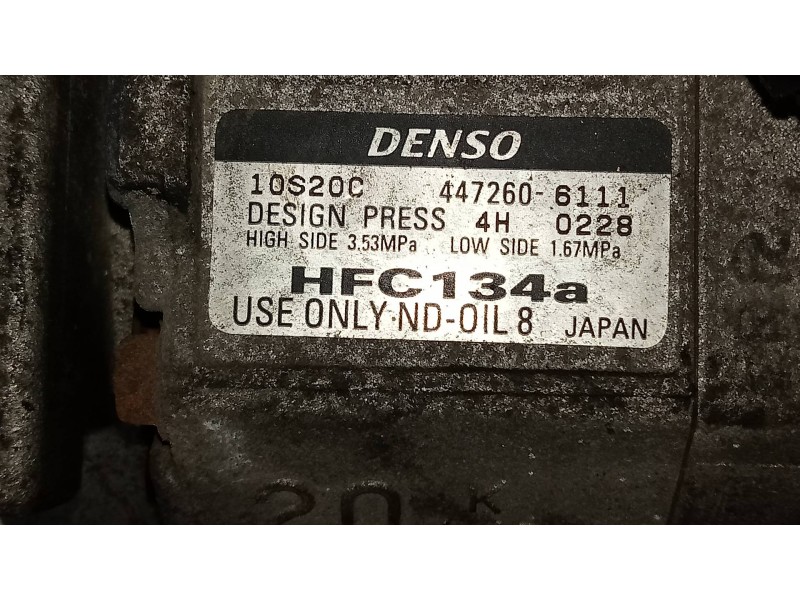 DENSO
10S20C 447260-6111
DESIGN PRESS 4H 0228
HIGH SIDE 3.53MPa LOW SIDE 1.67MPa
HFC134a
USE ONLY ND-OIL 8 JAPAN
20 K